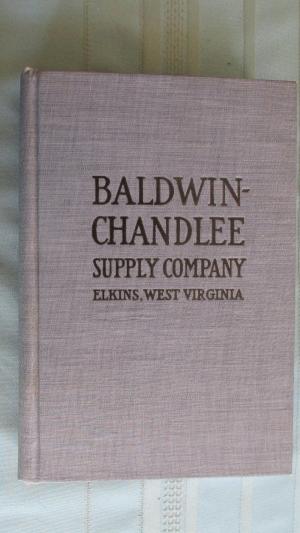 BALDWIN-
CHANDLEE
SUPPLY COMPANY
ELKINS, WEST VIRGINIA